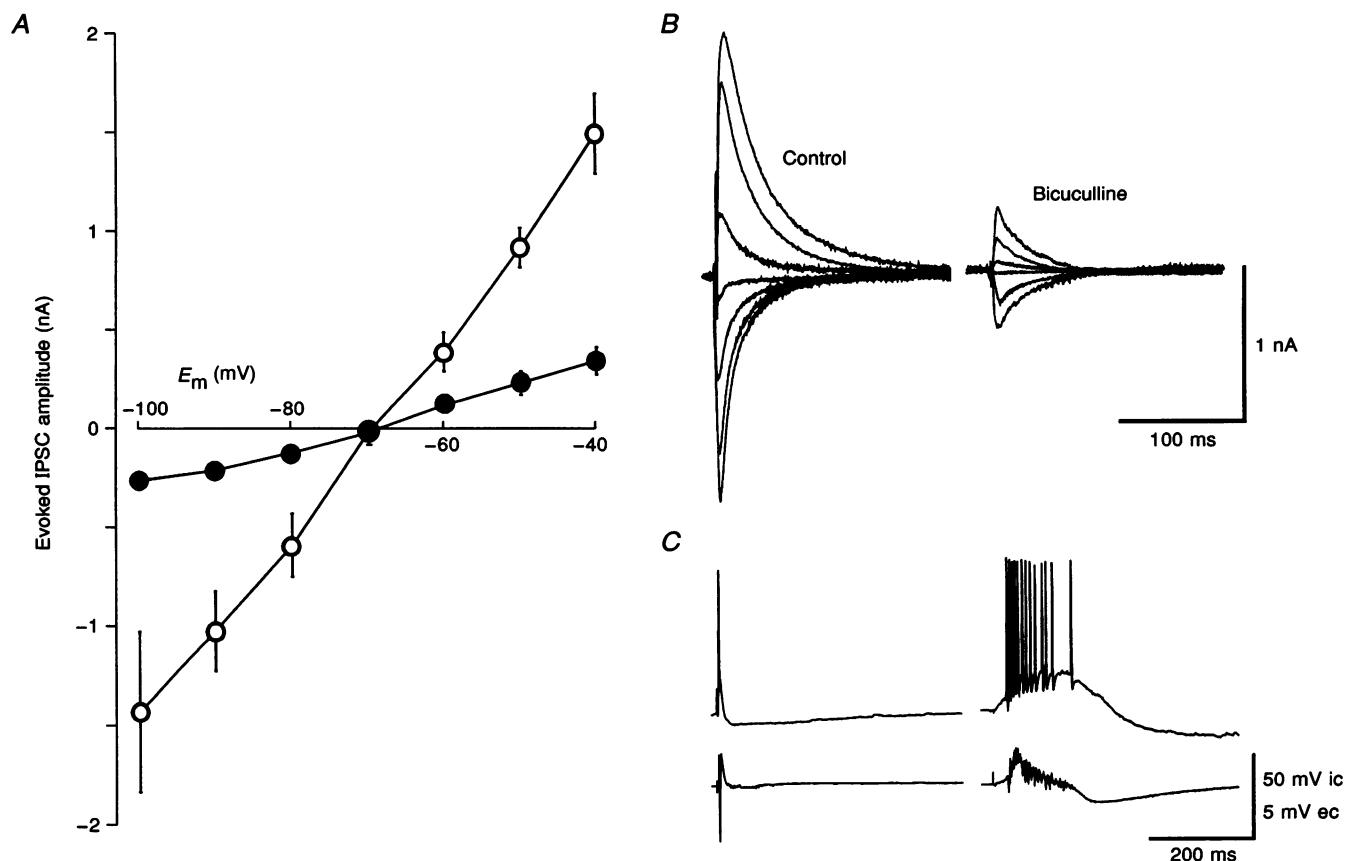 A
2
1
0
−1
−2
Evoked IPSC amplitude (nA)
Em (mV)
−100
−80
−60
−40
B
Control
Bicuculline
1 nA
100 ms
C
50 mV ic
5 mV ec
200 ms